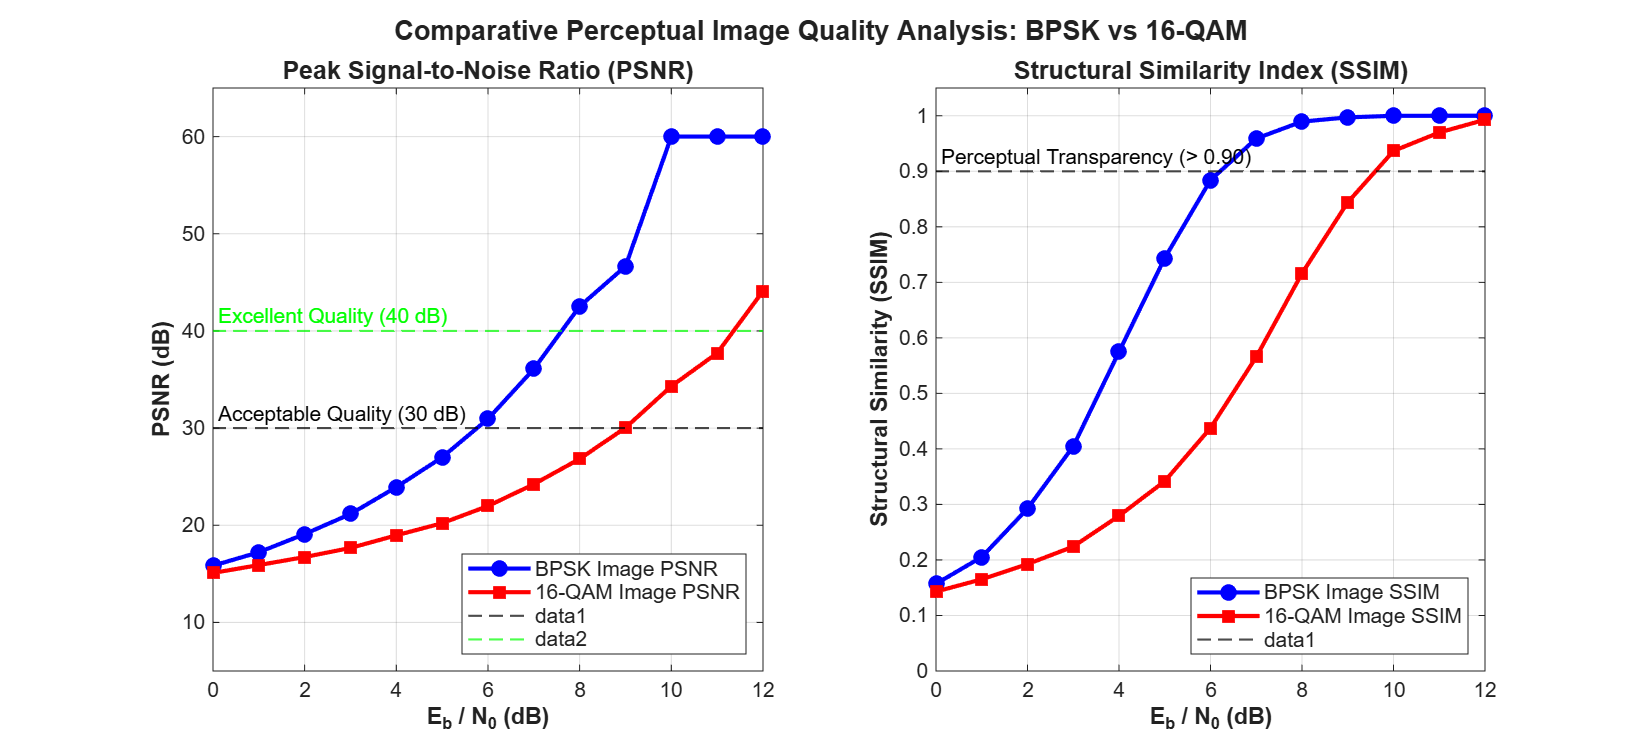 Comparative Perceptual Image Quality Analysis: BPSK vs 16-QAM
Peak Signal-to-Noise Ratio (PSNR)
PSNR (dB)
60
50
40
30
20
10
Excellent Quality (40 dB)
Acceptable Quality (30 dB)
BPSK Image PSNR
16-QAM Image PSNR
data1
data2
0 2 4 6 8 10 12
E_b / N_0 (dB)
Structural Similarity Index (SSIM)
Structural Similarity (SSIM)
1
0.9
0.8
0.7
0.6
0.5
0.4
0.3
0.2
0.1
0
Perceptual Transparency (> 0.90)
BPSK Image SSIM
16-QAM Image SSIM
data1
0 2 4 6 8 10 12
E_b / N_0 (dB)